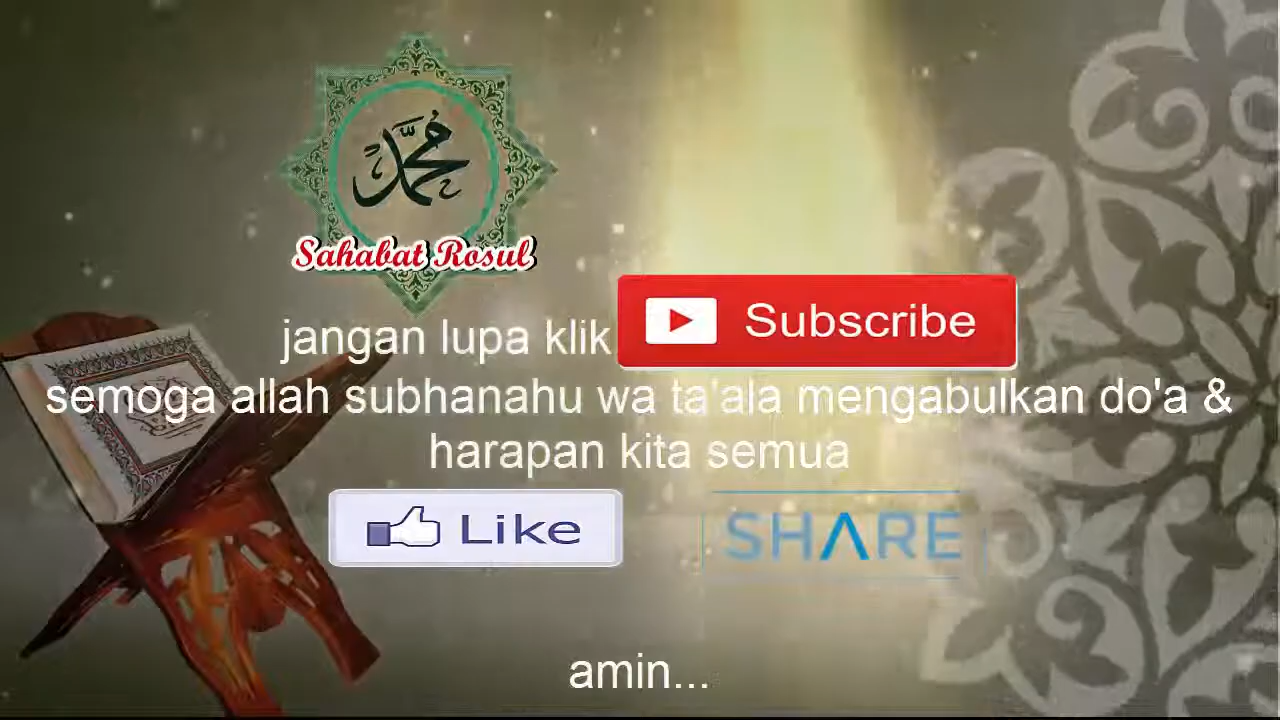 محمد
Sahabat Rosul
jangan lupa klik Subscribe
semoga allah subhanahu wa ta'ala mengabulkan do'a &
harapan kita semua
Like SHARE
amin...